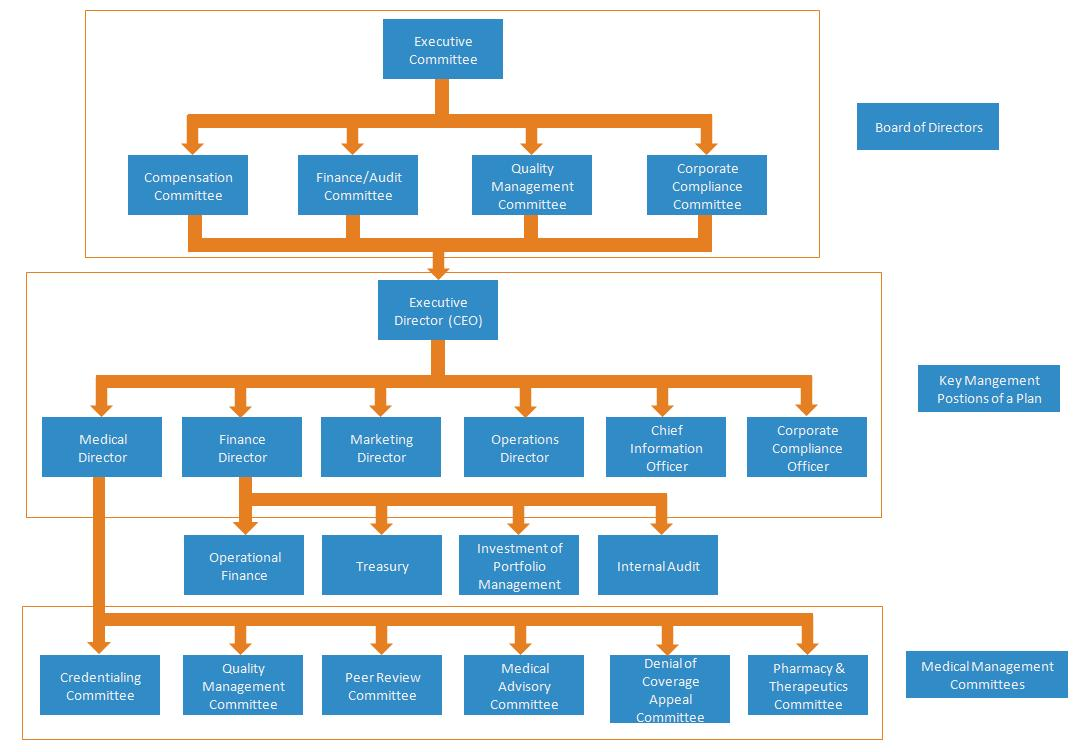 Executive
Committee
Board of Directors
Compensation
Committee
Finance/Audit
Committee
Quality
Management
Committee
Corporate
Compliance
Committee
Executive
Director (CEO)
Key Mangement
Postions of a Plan
Medical
Director
Finance
Director
Marketing
Director
Operations
Director
Chief
Information
Officer
Corporate
Compliance
Officer
Operational
Finance
Treasury
Investment of
Portfolio
Management
Internal Audit
Credentialing
Committee
Quality
Management
Committee
Peer Review
Committee
Medical
Advisory
Committee
Denial of
Coverage
Appeal
Committee
Pharmacy &
Therapeutics
Committee
Medical Management
Committees